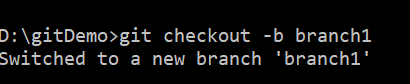 D:\gitDemo>git checkout -b branch1
Switched to a new branch 'branch1'